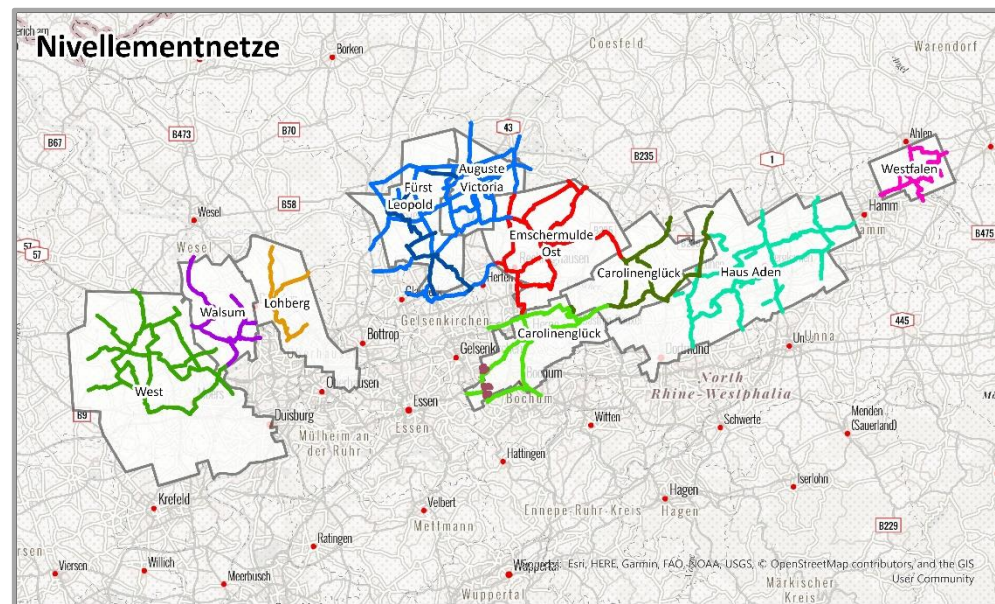 Nivellementnetze
Borken
Coesfeld
Warendorf
B67
B473
B70
43
B235
1
Ahlen
Westfalen
Auguste
Victoria
Fürst
Leopold
Wesel
B58
Hamm
B475
57
57
Wesel
Emschermulde
Ost
Herten
Carolinenglück
Haus Aden
Lohberg
Walsum
Gelsenkirchen
Carolinenglück
445
Unna
Bottrop
West
Bochum
North
Rhine-Westphalia
B9
Duisburg
Essen
Essen
Mülheim an
der Ruhr
Witten
Schwerte
Menden
(Sauerland)
Hattingen
Krefeld
Velbert
Mettmann
Hagen
Hagen
Iserlohn
Ennepe-Ruhr-Kreis
B229
Ratingen
Viersen
Willich
Meerbusch
Wuppertal
Wuppertal
Esri, HERE, Garmin, FAO, NOAA, USGS, © OpenStreetMap contributors, and the GIS
User Community
Märkischer
Kreis